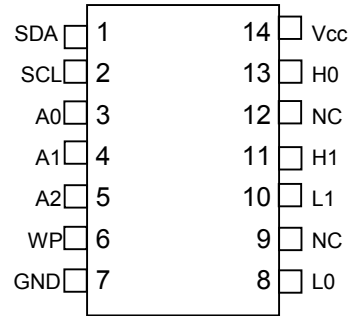 SDA 1 14 Vcc
SCL 2 13 H0
A0 3 12 NC
A1 4 11 H1
A2 5 10 L1
WP 6 9 NC
GND 7 8 L0